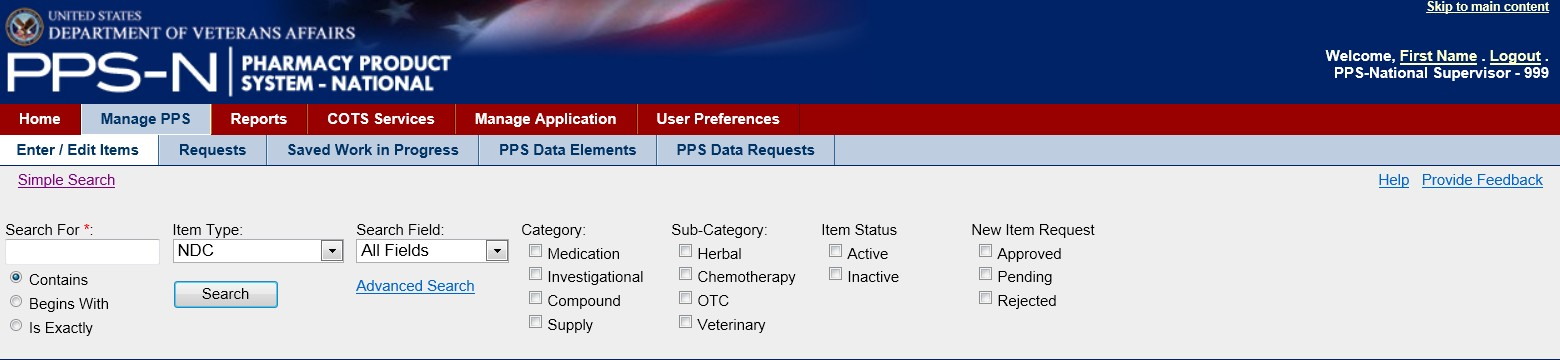 Skip to main content
UNITED STATES
DEPARTMENT OF VETERANS AFFAIRS
PPS-N PHARMACY PRODUCT
SYSTEM - NATIONAL
Welcome, First Name . Logout .
PPS-National Supervisor - 999
Home Manage PPS Reports COTS Services Manage Application User Preferences
Enter / Edit Items Requests Saved Work in Progress PPS Data Elements PPS Data Requests
Simple Search Help Provide Feedback
Search For *: Item Type: Search Field: Category: Sub-Category: Item Status New Item Request
NDC All Fields Medication Herbal Active Approved
Contains Investigational Chemotherapy Inactive Pending
Search Advanced Search
Begins With Compound OTC Rejected
Is Exactly Supply Veterinary